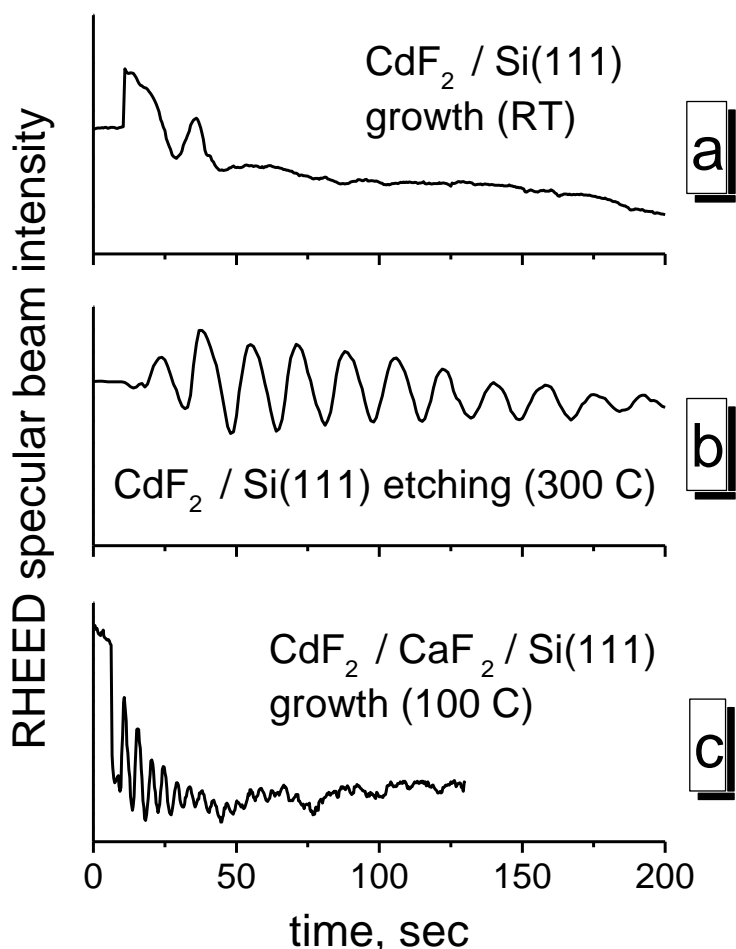 RHEED specular beam intensity
CdF₂ / Si(111)
growth (RT)
a
CdF₂ / Si(111) etching (300 C)
b
CdF₂ / CaF₂ / Si(111)
growth (100 C)
c
0 50 100 150 200
time, sec